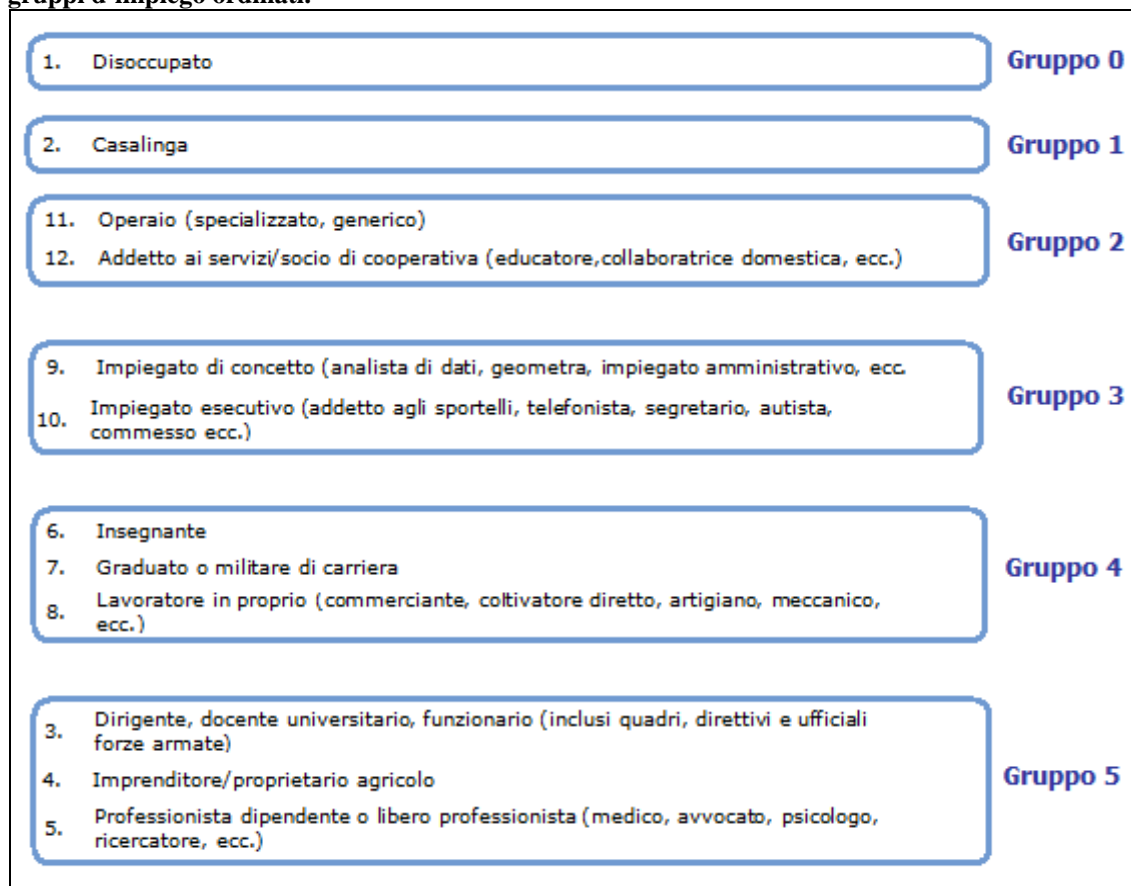 gruppi d'impiego ordinati.
1. Disoccupato
Gruppo 0
2. Casalinga
Gruppo 1
11. Operaio (specializzato, generico)
12. Addetto ai servizi/socio di cooperativa (educatore,collaboratrice domestica, ecc.)
Gruppo 2
9. Impiegato di concetto (analista di dati, geometra, impiegato amministrativo, ecc.
10. Impiegato esecutivo (addetto agli sportelli, telefonista, segretario, autista,
commesso ecc.)
Gruppo 3
6. Insegnante
7. Graduato o militare di carriera
8. Lavoratore in proprio (commerciante, coltivatore diretto, artigiano, meccanico,
ecc.)
Gruppo 4
3. Dirigente, docente universitario, funzionario (inclusi quadri, direttivi e ufficiali
forze armate)
4. Imprenditore/proprietario agricolo
5. Professionista dipendente o libero professionista (medico, avvocato, psicologo,
ricercatore, ecc.)
Gruppo 5